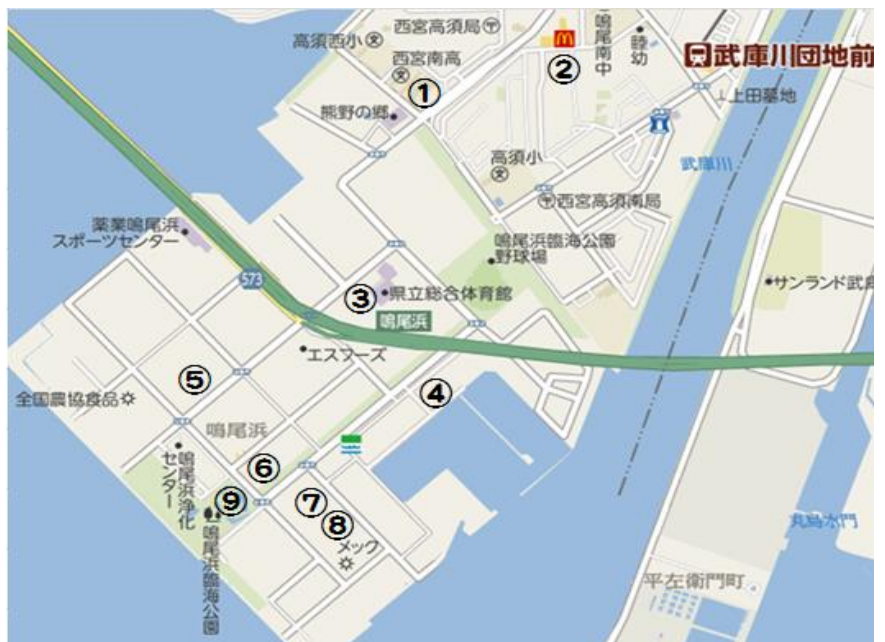 高須西小
西宮高須局
西宮南高
鳴尾南中
睦幼
武庫川団地前
①
②
上田墓地
熊野の郷
高須小
武庫川
西宮高須南局
薬業鳴尾浜
スポーツセンター
鳴尾浜臨海公園
野球場
573
③
県立総合体育館
サンランド武庫
鳴尾浜
エスフーズ
⑤
④
全国農協食品
鳴尾浜
鳴尾浜浄化
センター
⑥
⑨
⑦
⑧
メック
鳴尾浜臨海公園
丸島水門
平左衛門町